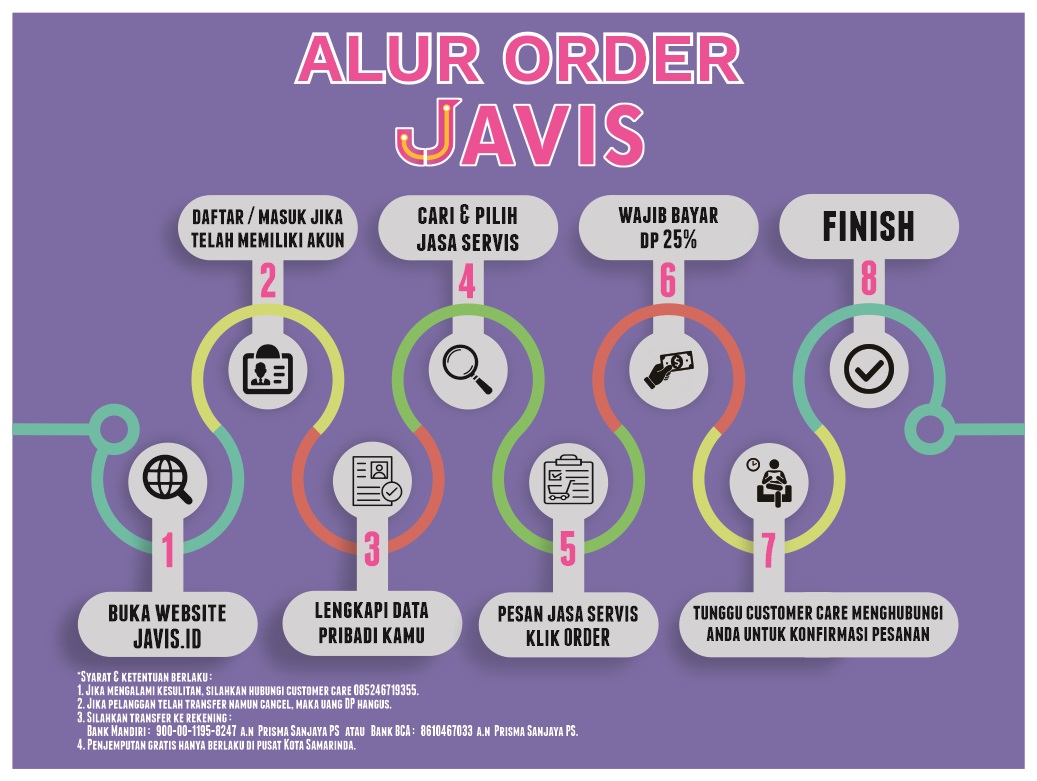 ALUR ORDER
JAVIS
1
BUKA WEBSITE
JAVIS.ID
2
DAFTAR / MASUK JIKA
TELAH MEMILIKI AKUN
3
LENGKAPI DATA
PRIBADI KAMU
4
CARI & PILIH
JASA SERVIS
5
PESAN JASA SERVIS
KLIK ORDER
6
WAJIB BAYAR
DP 25%
7
TUNGGU CUSTOMER CARE MENGHUBUNGI
ANDA UNTUK KONFIRMASI PESANAN
8
FINISH
*SYARAT & KETENTUAN BERLAKU :
1. JIKA MENGALAMI KESULITAN, SILAHKAN HUBUNGI CUSTOMER CARE 085246719355.
2. JIKA PELANGGAN TELAH TRANSFER NAMUN CANCEL, MAKA UANG DP HANGUS.
3. SILAHKAN TRANSFER KE REKENING :
BANK MANDIRI : 900-00-1195-8247 A.N PRISMA SANJAYA PS ATAU BANK BCA : 8610467033 A.N PRISMA SANJAYA PS.
4. PENJEMPUTAN GRATIS HANYA BERLAKU DI PUSAT KOTA SAMARINDA.